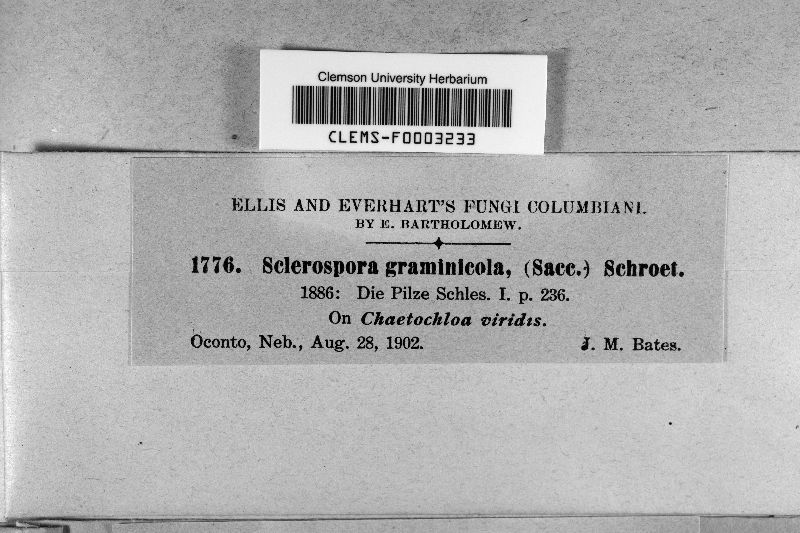 Clemson University Herbarium
CLEMS-F0003233
ELLIS AND EVERHART'S FUNGI COLUMBIANI.
BY E. BARTHOLOMEW.
1776. Sclerospora graminicola, (Sacc.) Schroet.
1886: Die Pilze Schles. I. p. 236.
On Chaetochloa viridis.
Oconto, Neb., Aug. 28, 1902. J. M. Bates.